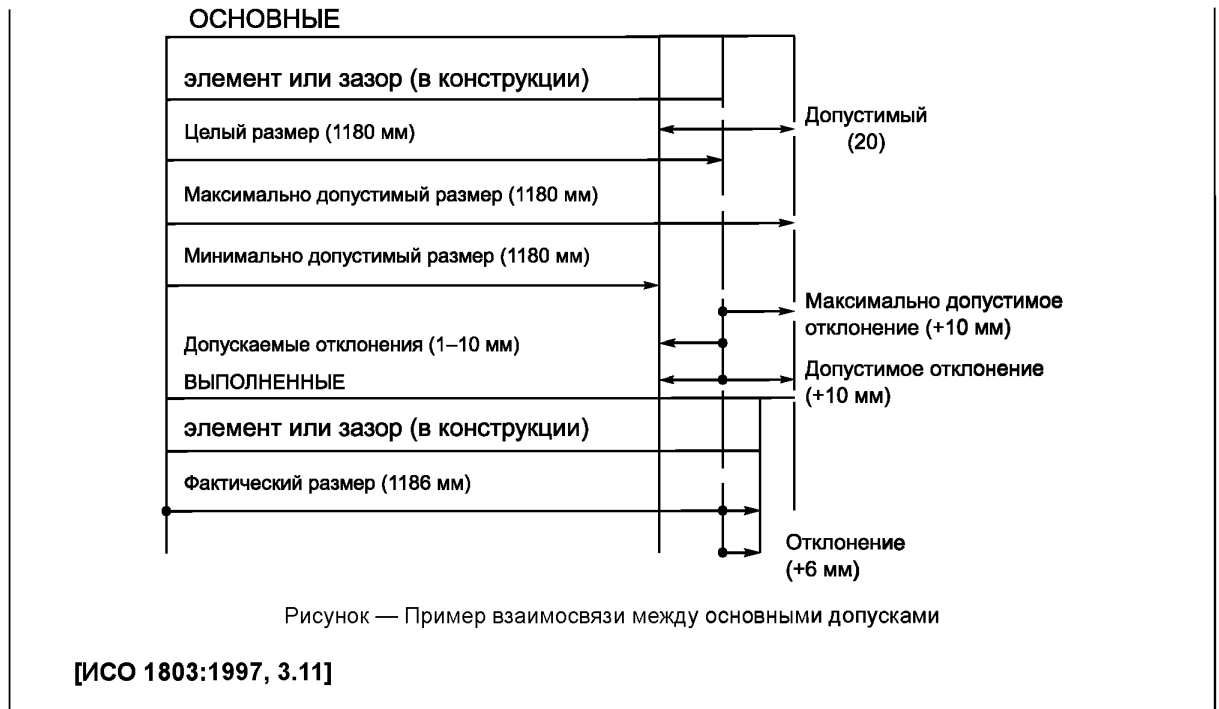 ОСНОВНЫЕ
элемент или зазор (в конструкции)
Допустимый
(20)
Целый размер (1180 мм)
Максимально допустимый размер (1180 мм)
Минимально допустимый размер (1180 мм)
Максимально допустимое
отклонение (+10 мм)
Допускаемые отклонения (1–10 мм)
Допустимое отклонение
(+10 мм)
ВЫПОЛНЕННЫЕ
элемент или зазор (в конструкции)
Фактический размер (1186 мм)
Отклонение
(+6 мм)
Рисунок — Пример взаимосвязи между основными допусками
[ИСО 1803:1997, 3.11]